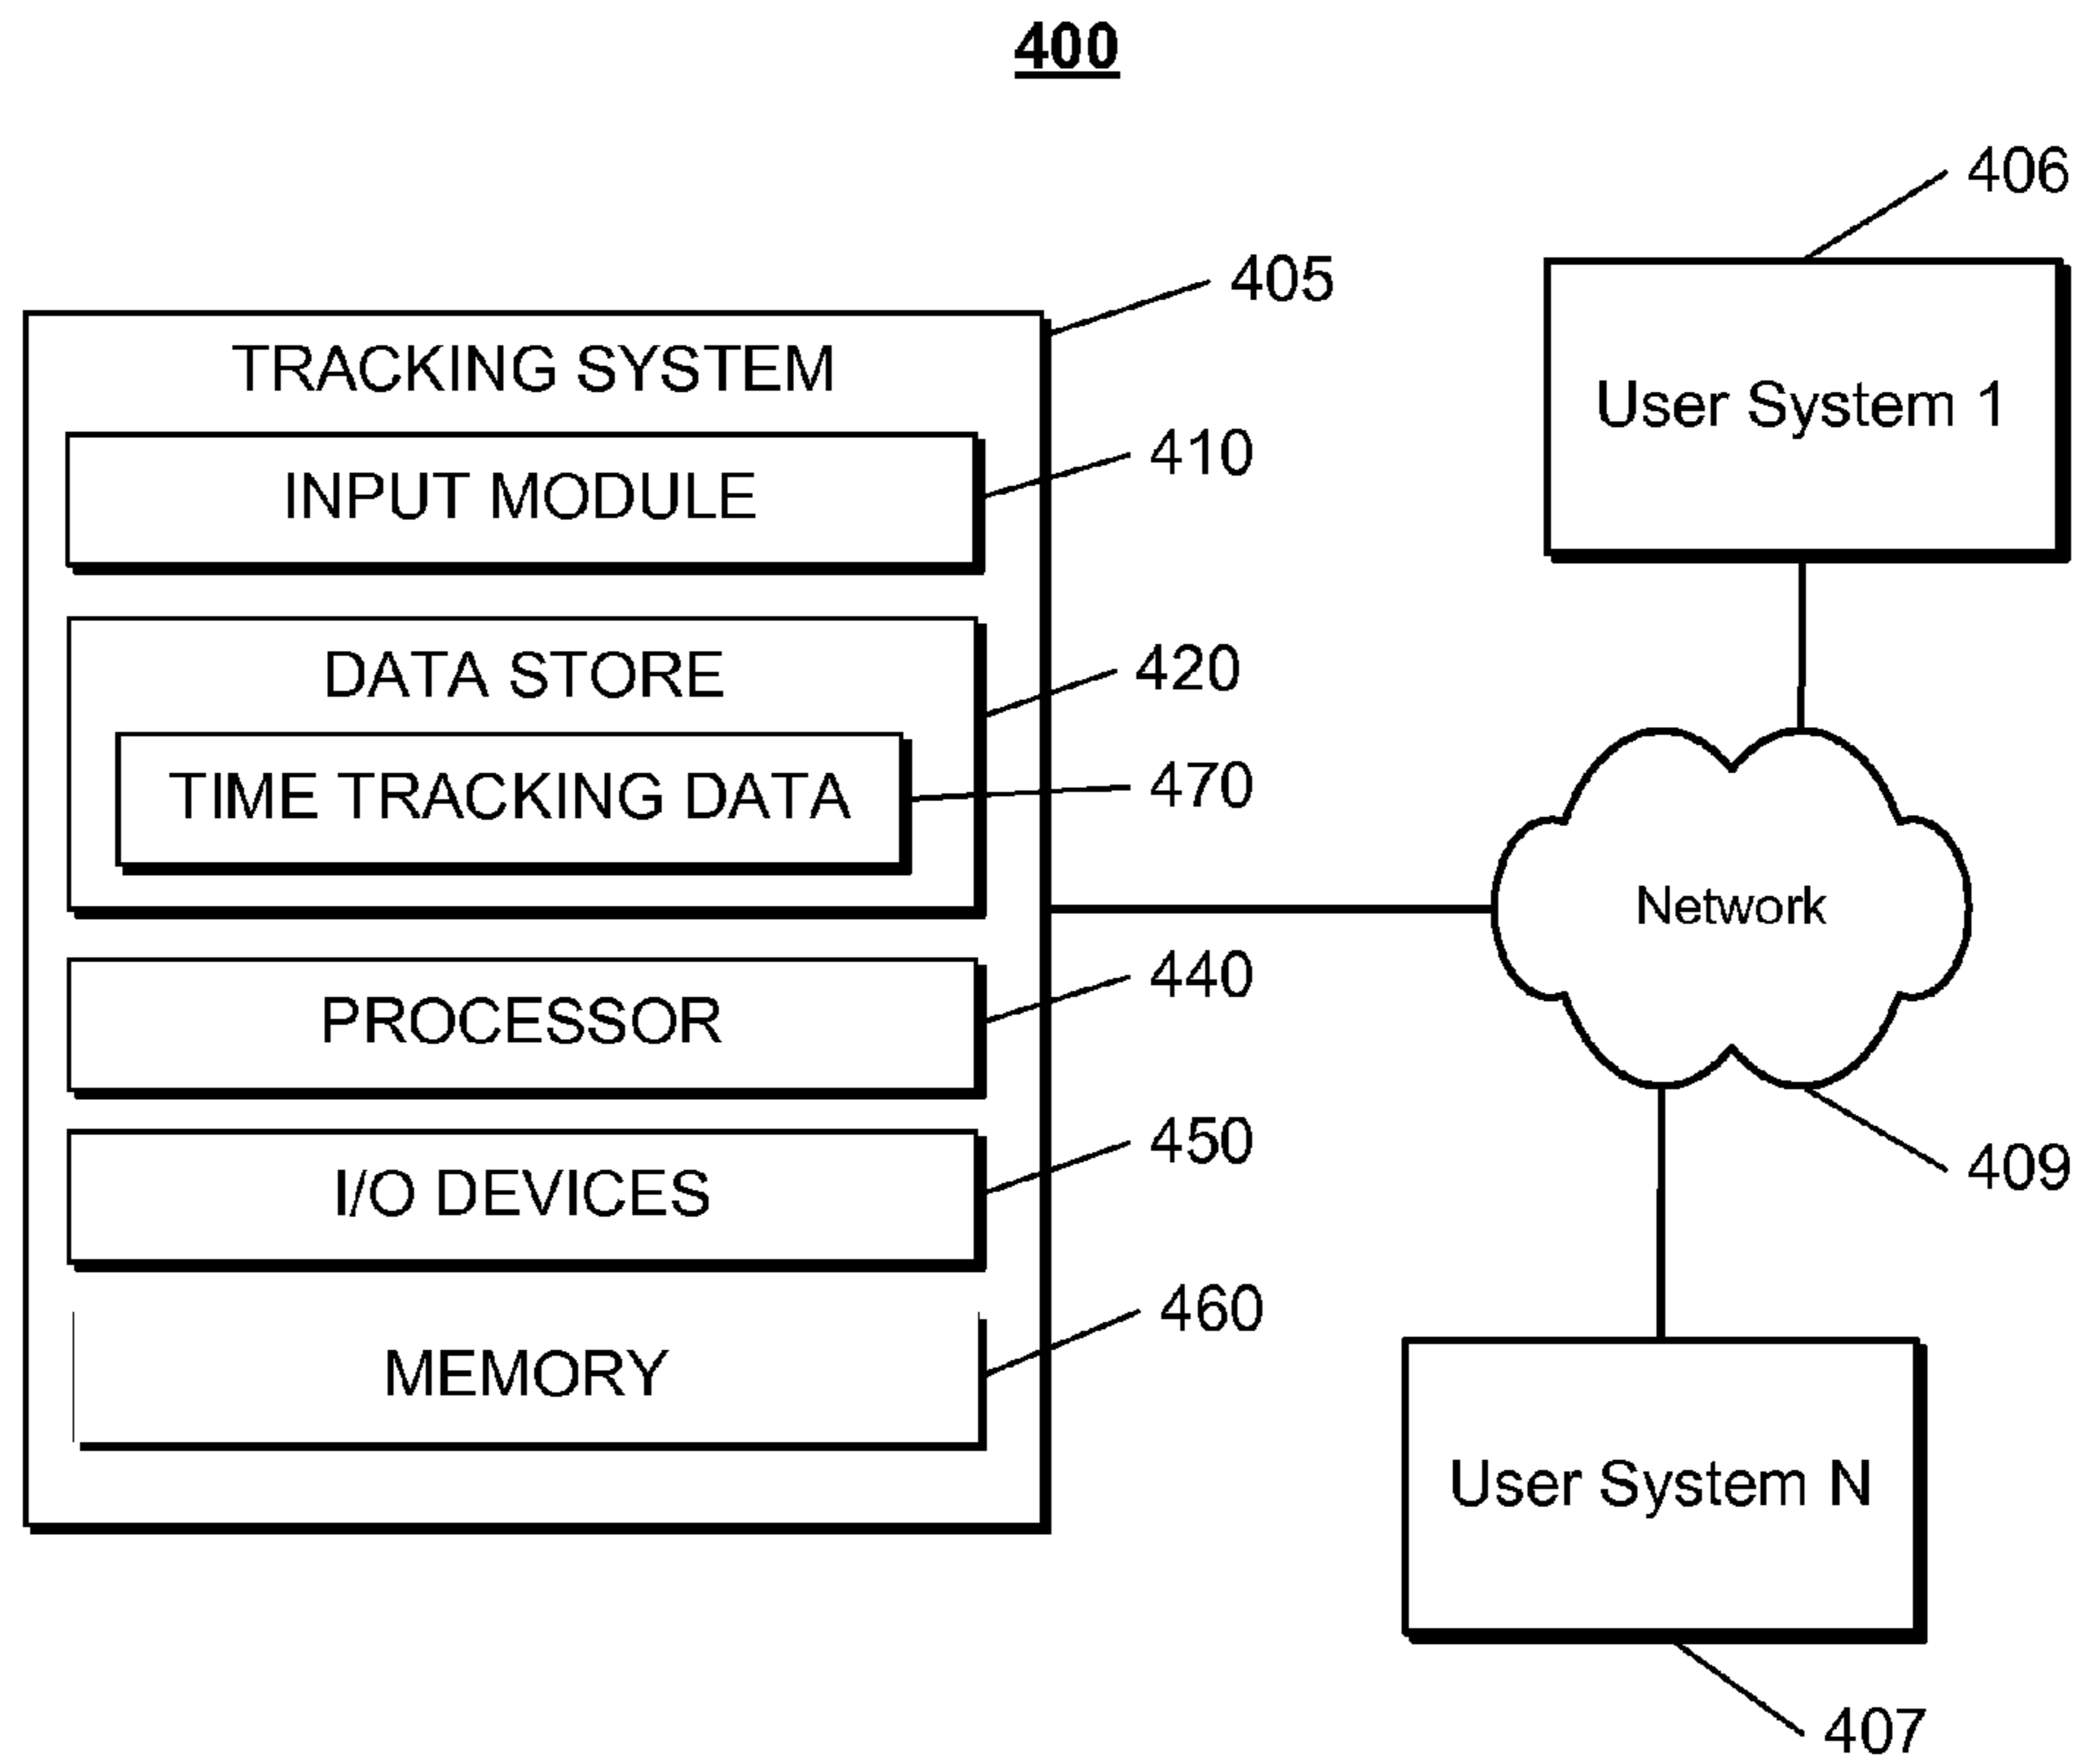 400
406
405
TRACKING SYSTEM
User System 1
410
INPUT MODULE
420
DATA STORE
470
TIME TRACKING DATA
Network
440
PROCESSOR
450
409
I/O DEVICES
460
MEMORY
User System N
407